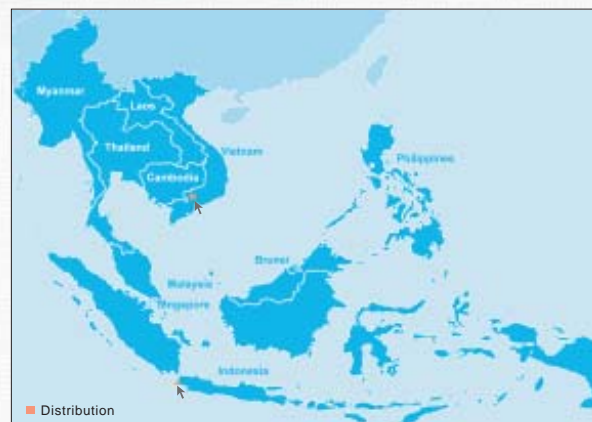 Myanmar
Laos
Thailand
Vietnam
Cambodia
Philippines
Brunei
Malaysia
Singapore
Indonesia
Distribution